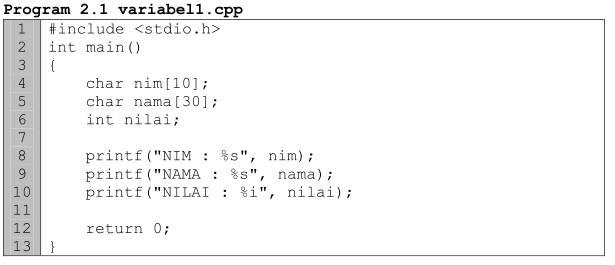 Program 2.1 variabel1.cpp
1 #include <stdio.h>
2 int main()
3 {
4     char nim[10];
5     char nama[30];
6     int nilai;
7
8     printf("NIM : %s", nim);
9     printf("NAMA : %s", nama);
10     printf("NILAI : %i", nilai);
11
12     return 0;
13 }